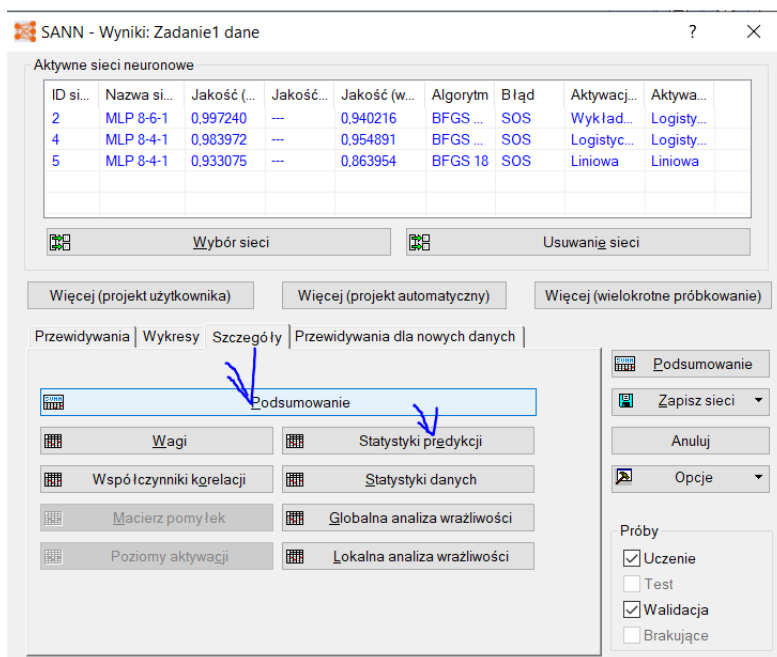 SANN - Wyniki: Zadanie1 dane ? X
Aktywne sieci neuronowe
ID si... Nazwa si... Jakość (... Jakość... Jakość (w... Algorytm Błąd Aktywacj... Aktywa...
2 MLP 8-6-1 0,997240 --- 0,940216 BFGS ... SOS Wykład... Logisty...
4 MLP 8-4-1 0,983972 --- 0,954891 BFGS ... SOS Logistyc... Logisty...
5 MLP 8-4-1 0,933075 --- 0,863954 BFGS 18 SOS Liniowa Liniowa
Wybór sieci Usuwanie sieci
Więcej (projekt użytkownika) Więcej (projekt automatyczny) Więcej (wielokrotne próbkowanie)
Przewidywania Wykresy Szczegóły Przewidywania dla nowych danych
Podsumowanie
Wagi Statystyki predykcji
Współczynniki korelacji Statystyki danych
Macierz pomyłek Globalna analiza wrażliwości
Poziomy aktywacji Lokalna analiza wrażliwości
Podsumowanie
Zapisz sieci
Anuluj
Opcje
Próby
Uczenie
Test
Walidacja
Brakujące